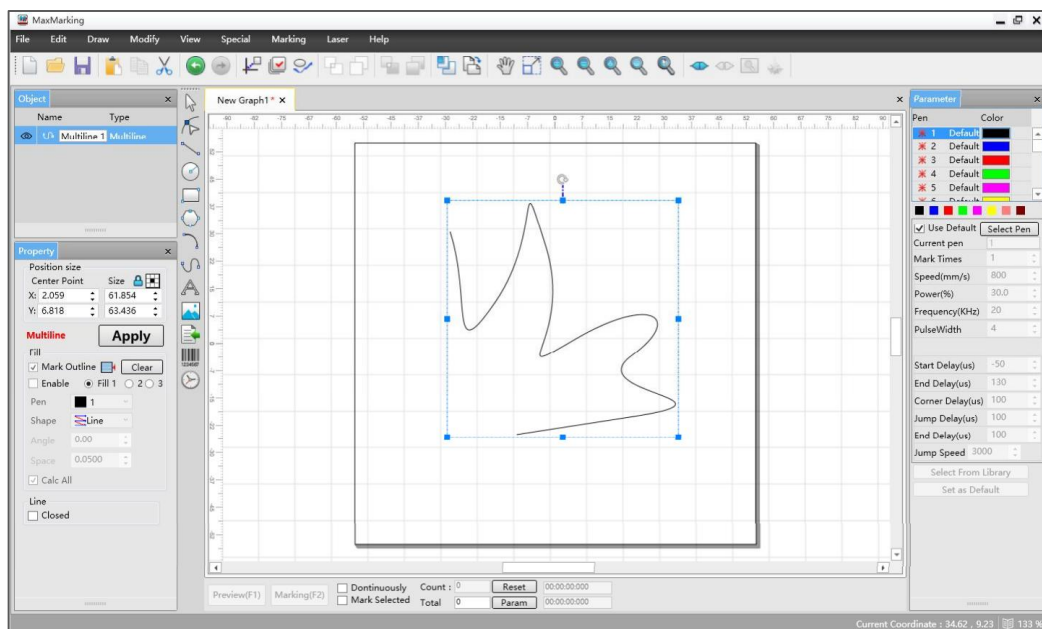 MaxMarking
File Edit Draw Modify View Special Marking Laser Help
Object
Name Type
Multiline 1 Multiline
New Graph1*
Property
Position size
Center Point Size
X: 2.059 61.854
Y: 6.818 63.436
Multiline Apply
Fill
Mark Outline Clear
Enable Fill 1 2 3
Pen 1
Shape Line
Angle 0.00
Space 0.0500
Calc All
Line
Closed
Parameter
Pen Color
1 Default
2 Default
3 Default
4 Default
5 Default
Use Default Select Pen
Current pen 1
Mark Times 1
Speed(mm/s) 800
Power(%) 30.0
Frequency(KHz) 20
PulseWidth 4
Start Delay(us) -50
End Delay(us) 130
Corner Delay(us) 100
Jump Delay(us) 100
End Delay(us) 100
Jump Speed 3000
Select From Library
Set as Default
Preview(F1) Marking(F2) Dontinuously Count : 0 Reset 00:00:00:000
Mark Selected Total 0 Param 00:00:00:000
Current Coordinate : 34.62 , 9.23 133 %